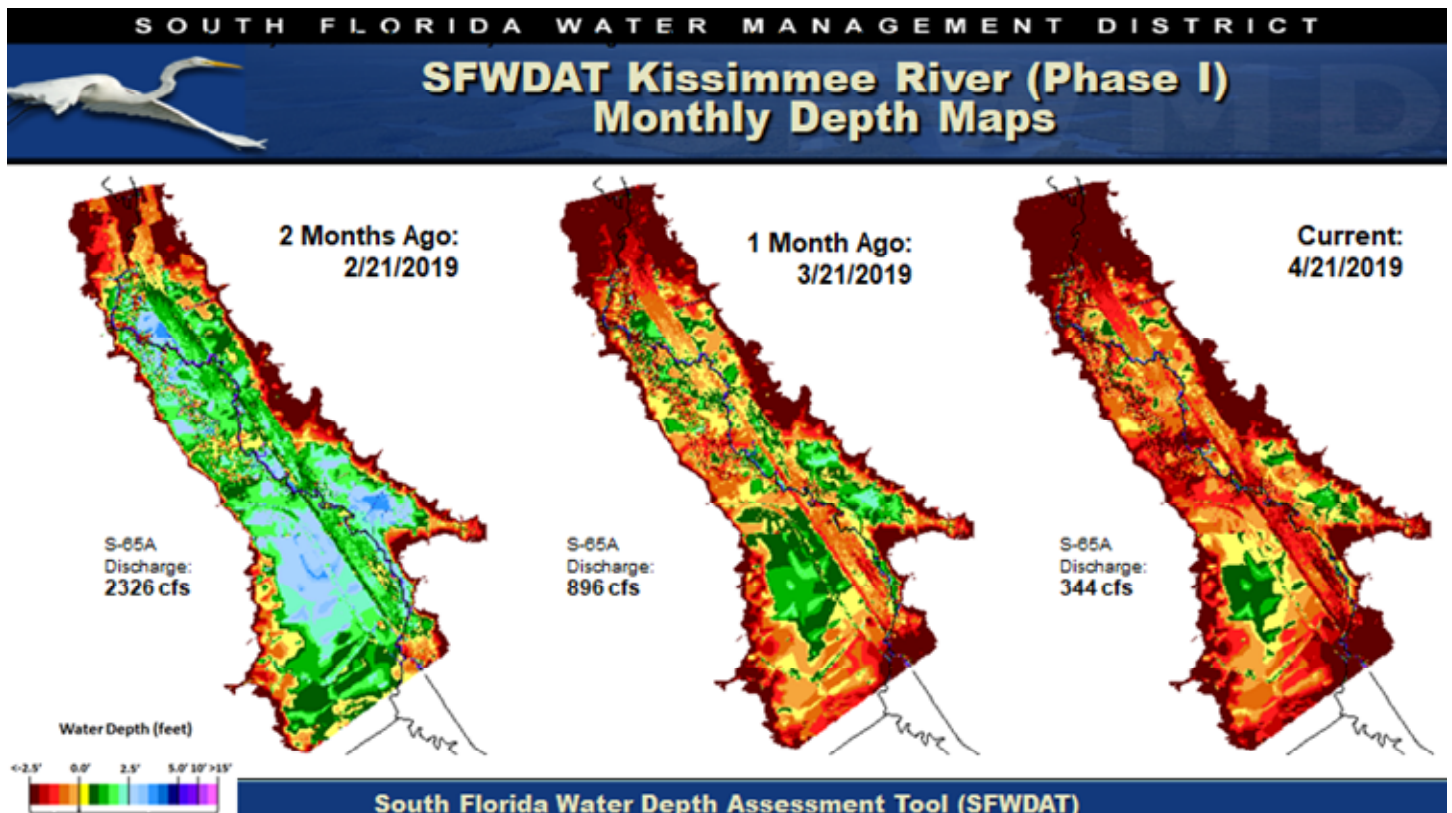 SOUTH FLORIDA WATER MANAGEMENT DISTRICT
SFWDAT Kissimmee River (Phase I)
Monthly Depth Maps
2 Months Ago:
2/21/2019
1 Month Ago:
3/21/2019
Current:
4/21/2019
S-65A
Discharge:
2326 cfs
S-65A
Discharge:
896 cfs
S-65A
Discharge:
344 cfs
Water Depth (feet)
<-2.5' 0.0' 2.5' 5.0' 10' >15'
South Florida Water Depth Assessment Tool (SFWDAT)